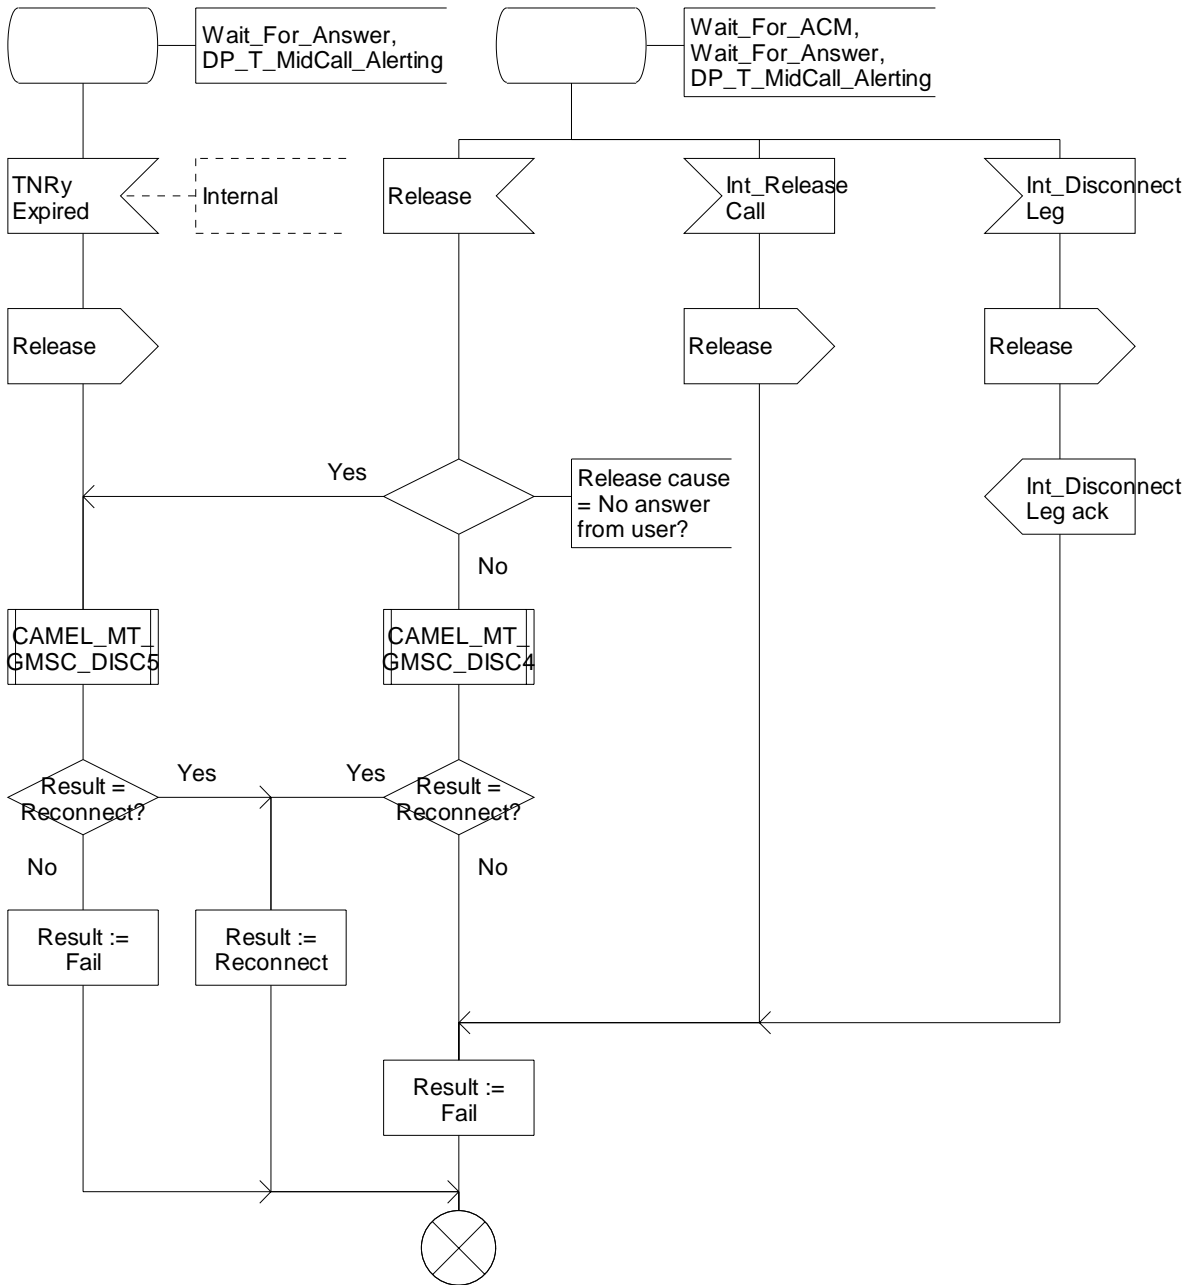 Wait_For_Answer,
DP_T_MidCall_Alerting
Wait_For_ACM,
Wait_For_Answer,
DP_T_MidCall_Alerting
TNRy
Expired
Internal
Release
Int_Release
Call
Int_Disconnect
Leg
Release
Release
Release
Yes
Release cause
= No answer
from user?
Int_Disconnect
Leg ack
No
CAMEL_MT_
GMSC_DISC5
CAMEL_MT_
GMSC_DISC4
Result =
Reconnect?
Yes
Yes
Result =
Reconnect?
No
No
Result :=
Fail
Result :=
Reconnect
Result :=
Fail